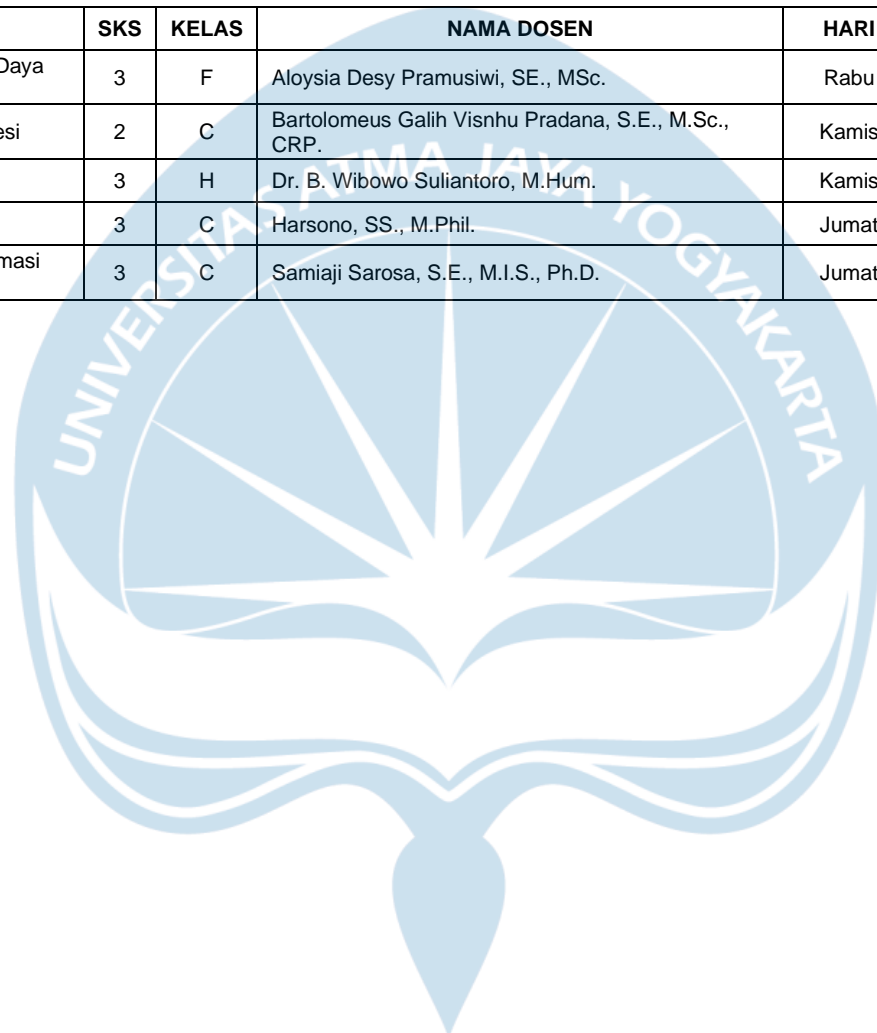 SKS KELAS NAMA DOSEN HARI
Daya
3 F Aloysia Desy Pramusiwi, SE., MSc. Rabu
esi 2 C Bartolomeus Galih Visnhu Pradana, S.E., M.Sc., CRP. Kamis
3 H Dr. B. Wibowo Suliantoro, M.Hum. Kamis
3 C Harsono, SS., M.Phil. Jumat
masi
3 C Samiaji Sarosa, S.E., M.I.S., Ph.D. Jumat
UNIVERSITAS ATMA JAYA YOGYAKARTA